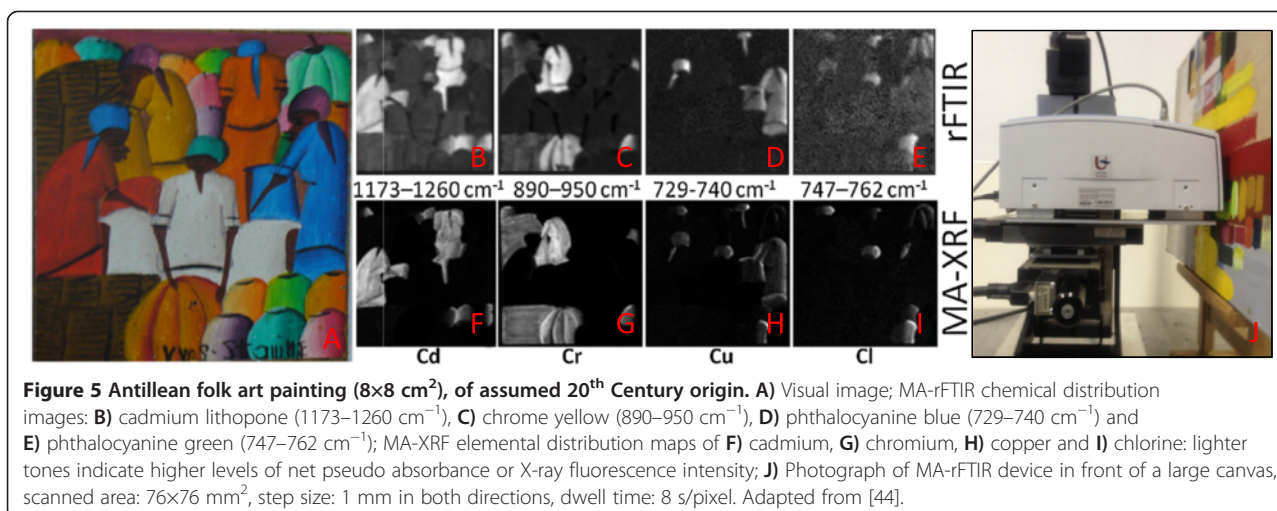 A
B
C
D
E
rFTIR
1173–1260 cm⁻¹
890–950 cm⁻¹
729-740 cm⁻¹
747–762 cm⁻¹
F
G
H
I
MA-XRF
J
Cd
Cr
Cu
Cl
Figure 5 Antillean folk art painting (8×8 cm²), of assumed 20ᵗʰ Century origin. A) Visual image; MA-rFTIR chemical distribution
images: B) cadmium lithopone (1173–1260 cm⁻¹), C) chrome yellow (890–950 cm⁻¹), D) phthalocyanine blue (729–740 cm⁻¹) and
E) phthalocyanine green (747–762 cm⁻¹); MA-XRF elemental distribution maps of F) cadmium, G) chromium, H) copper and I) chlorine: lighter
tones indicate higher levels of net pseudo absorbance or X-ray fluorescence intensity; J) Photograph of MA-rFTIR device in front of a large canvas,
scanned area: 76×76 mm², step size: 1 mm in both directions, dwell time: 8 s/pixel. Adapted from [44].